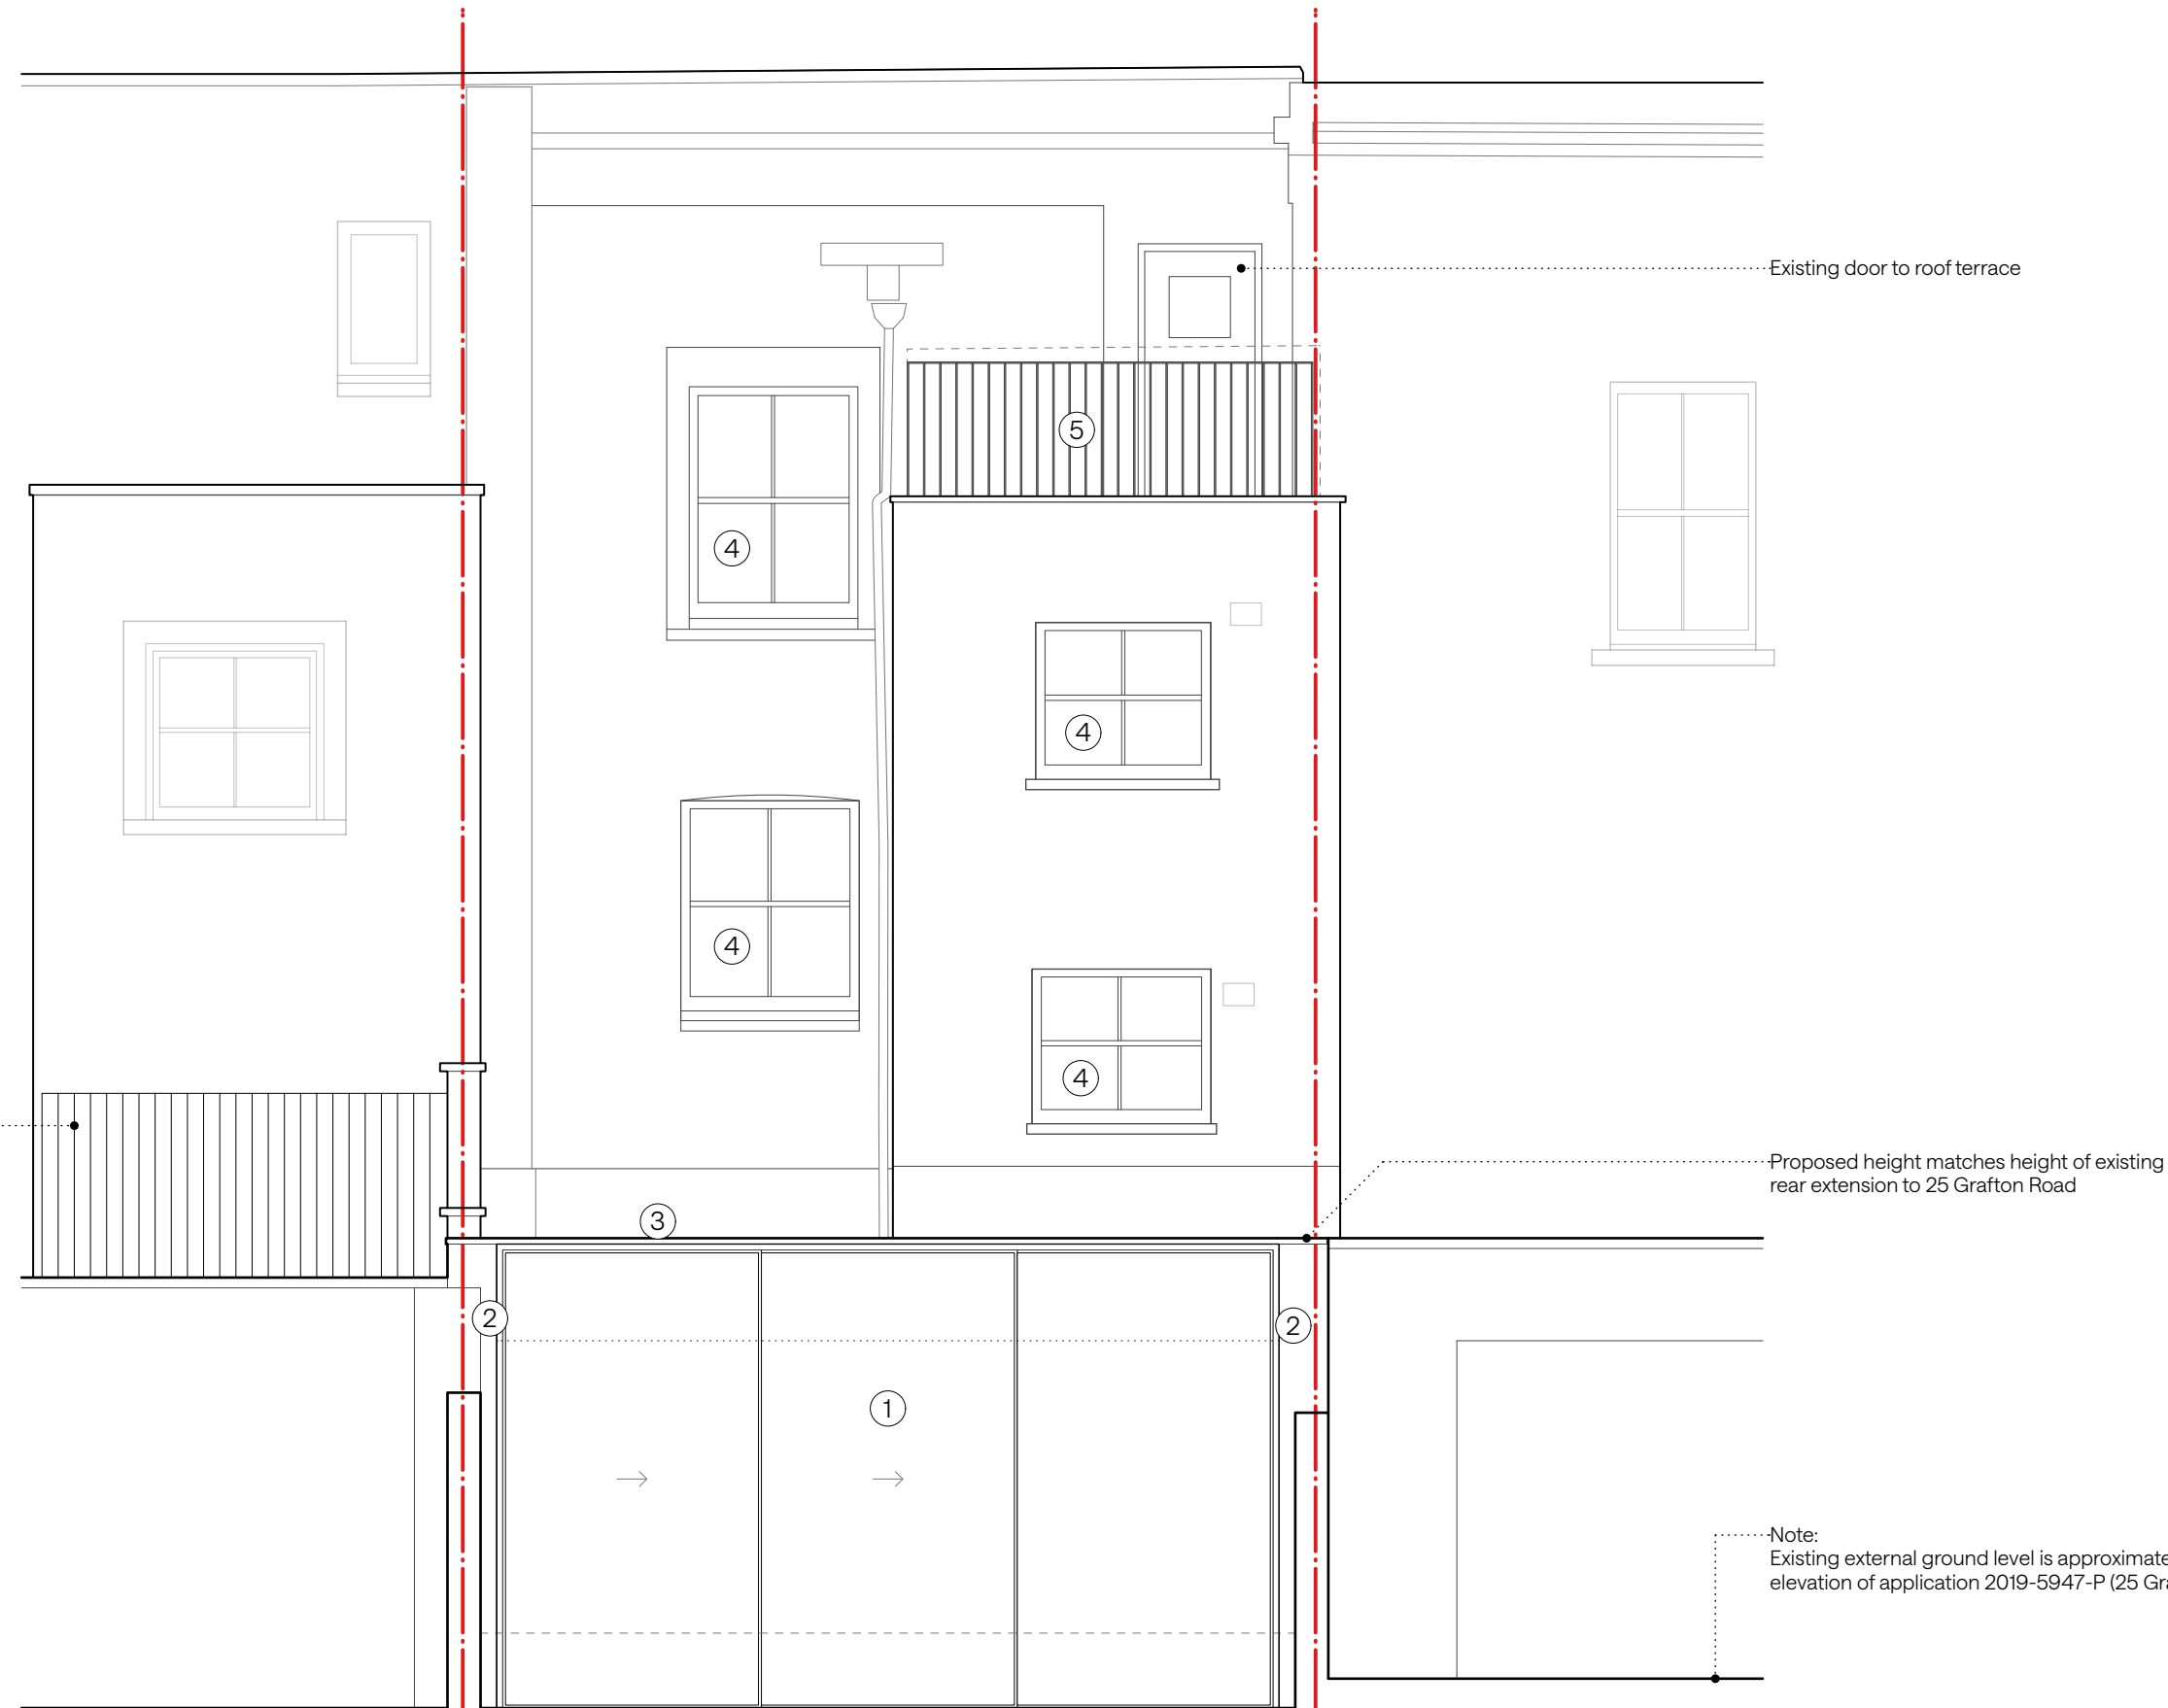 Existing door to roof terrace
5
4
4
4
4
Proposed height matches height of existing
rear extension to 25 Grafton Road
3
2
2
1
Note:
Existing external ground level is approximate
elevation of application 2019-5947-P (25 Gra